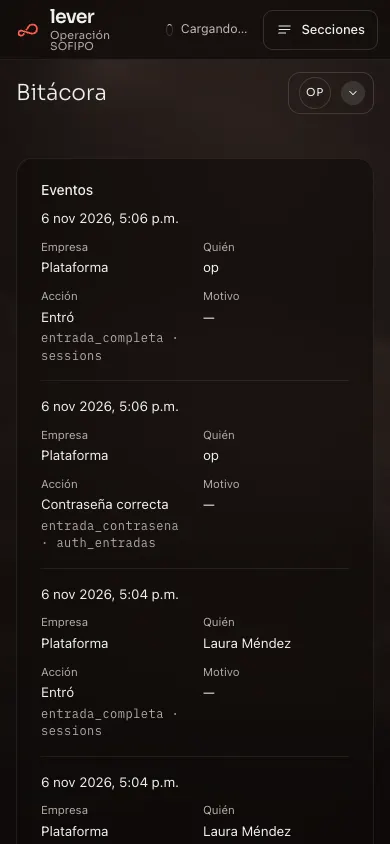 lever
Operación
SOFIPO
Cargando...
Secciones
Bitácora
OP
Eventos
6 nov 2026, 5:06 p.m.
Empresa
Quién
Plataforma
op
Acción
Motivo
Entró
—
entrada_completa ·
sessions
6 nov 2026, 5:06 p.m.
Empresa
Quién
Plataforma
op
Acción
Motivo
Contraseña correcta
—
entrada_contrasena
· auth_entradas
6 nov 2026, 5:04 p.m.
Empresa
Quién
Plataforma
Laura Méndez
Acción
Motivo
Entró
—
entrada_completa ·
sessions
6 nov 2026, 5:04 p.m.
Empresa
Quién
Plataforma
Laura Méndez